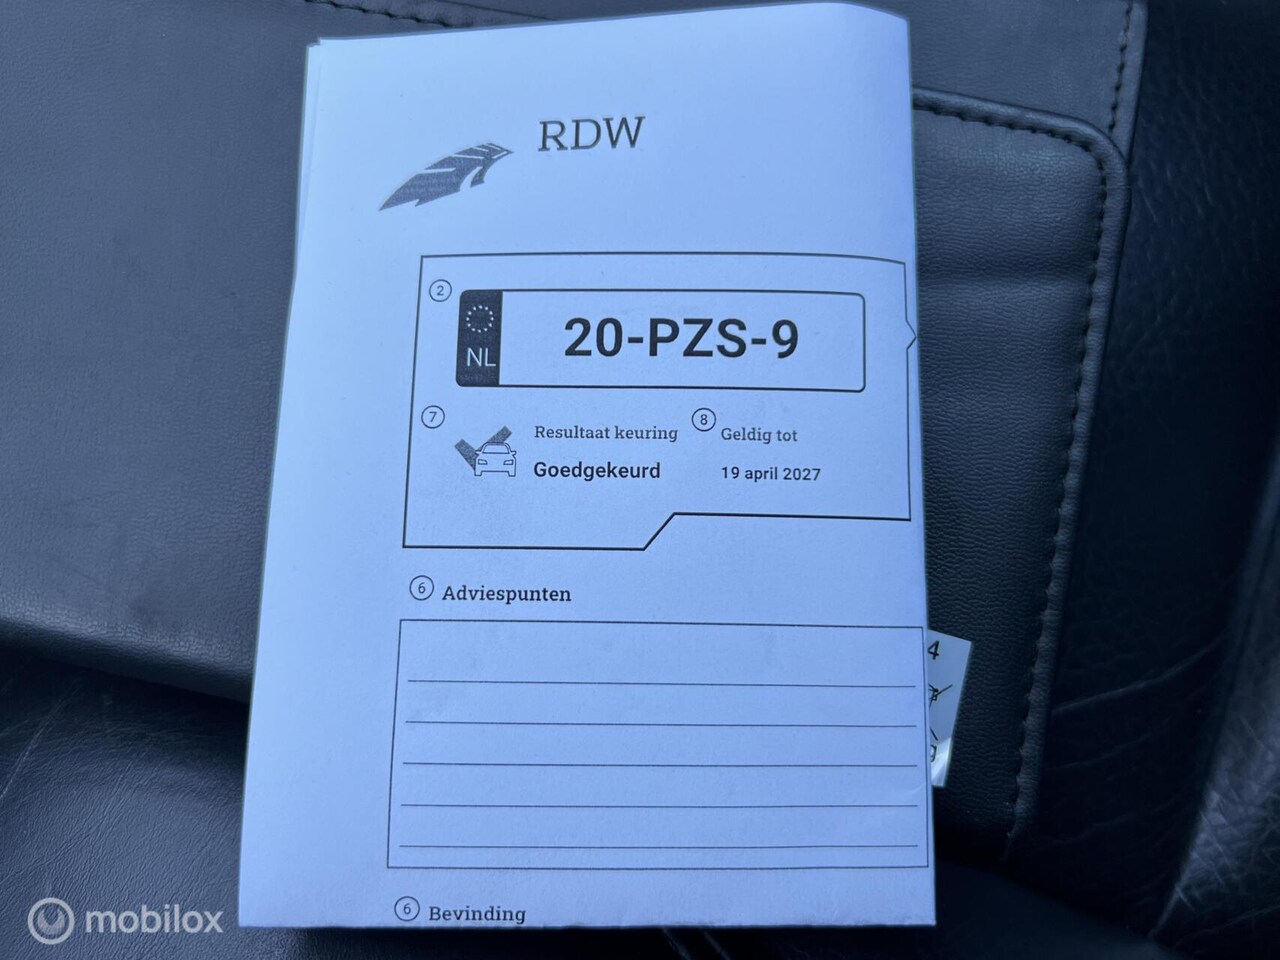 RDW
2
NL
20-PZS-9
7
Resultaat keuring
8
Geldig tot
Goedgekeurd
19 april 2027
6 Adviespunten
4
6 Bevinding
mobilox